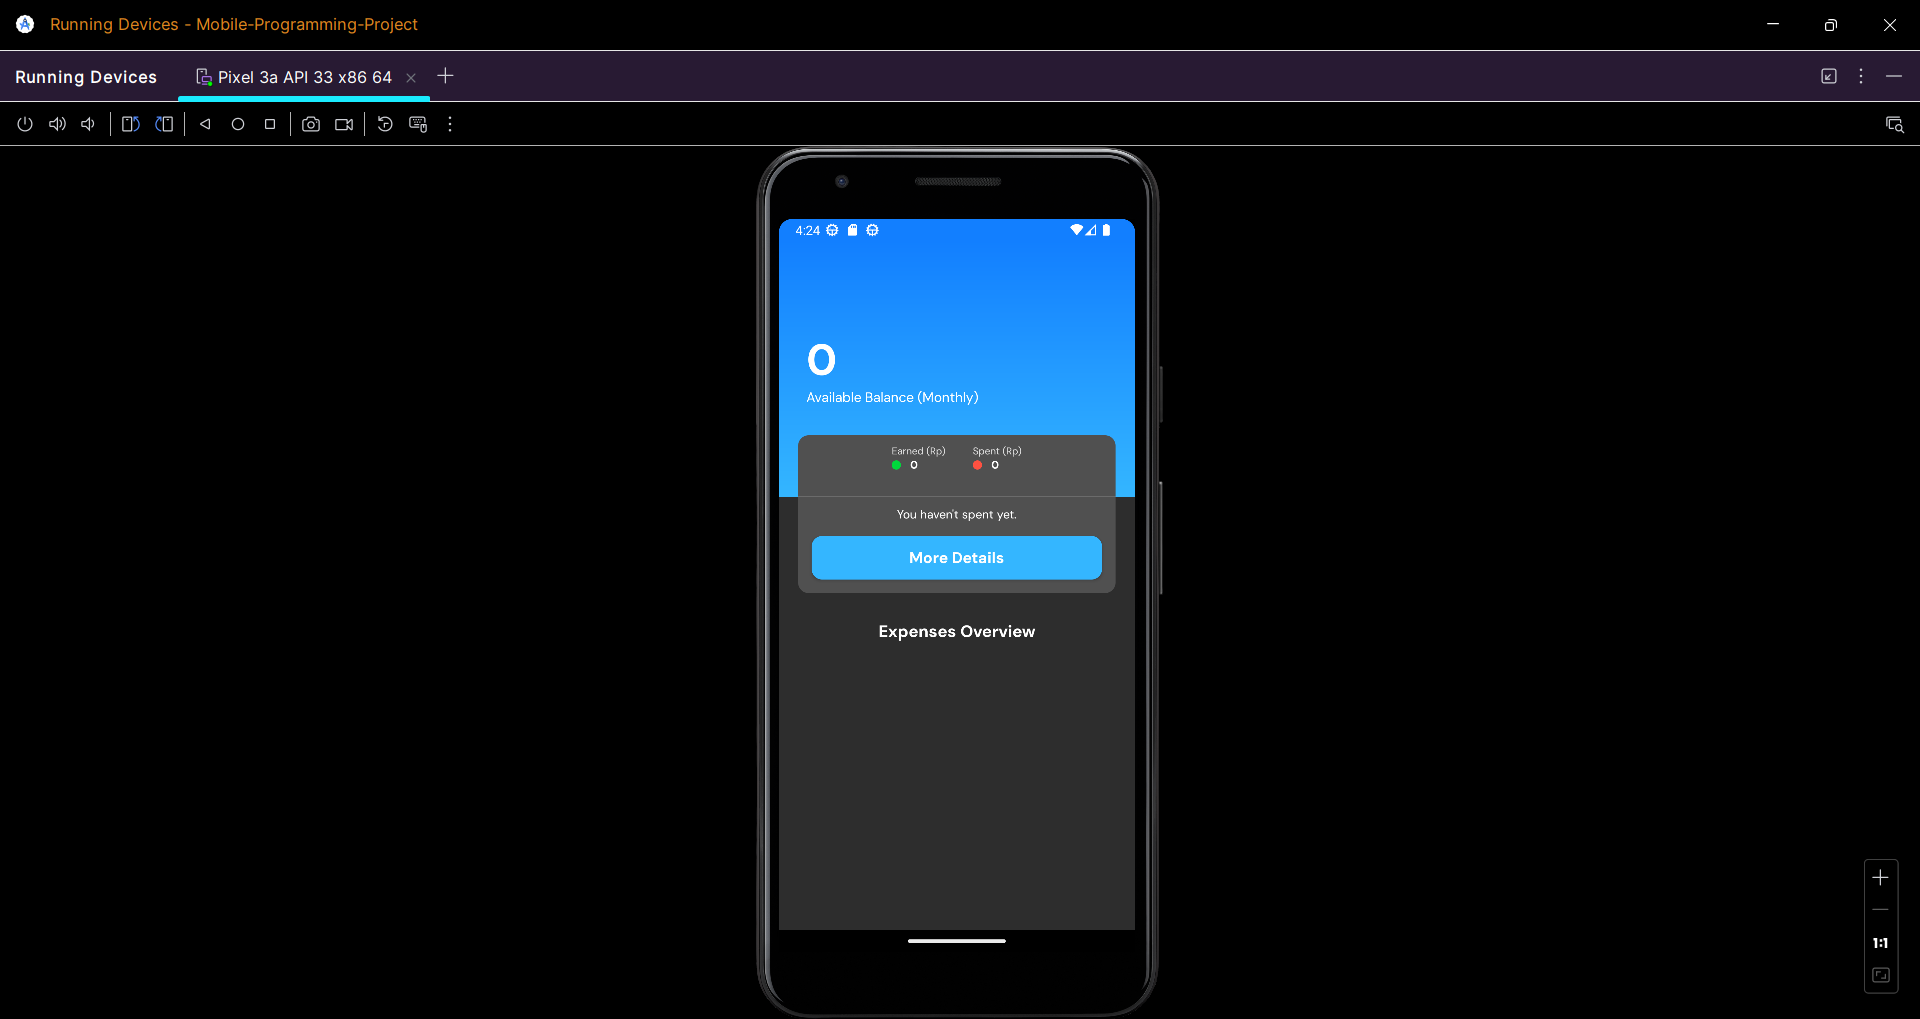 Running Devices - Mobile-Programming-Project
Running Devices
Pixel 3a API 33 x86 64
4:24
0
Available Balance (Monthly)
Earned (Rp) Spent (Rp)
0 0
You haven't spent yet.
More Details
Expenses Overview
1:1